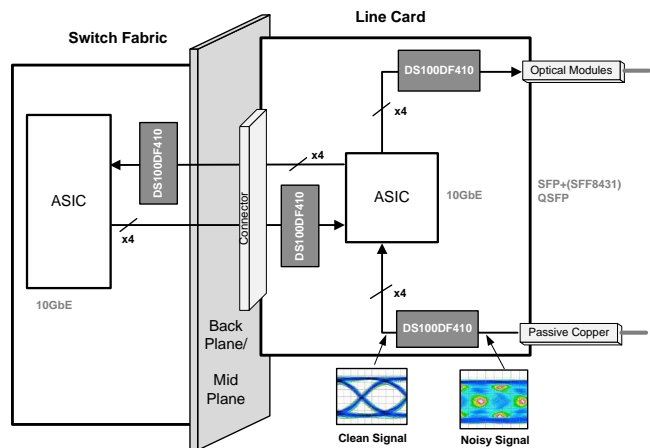 Line Card
Switch Fabric
DS100DF410
Optical Modules
x4
x4
DS100DF410
ASIC
DS100DF410
Connector
ASIC
10GbE
SFP+(SFF8431)
QSFP
x4
10GbE
x4
Back
Plane/
Mid
Plane
DS100DF410
Passive Copper
Clean Signal
Noisy Signal